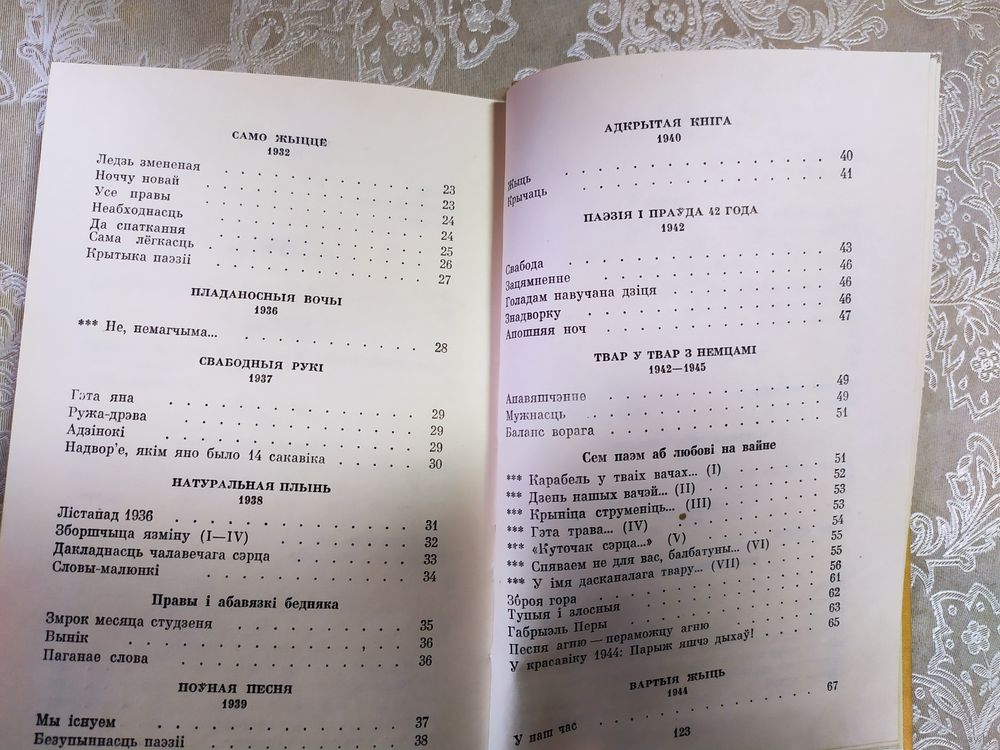 САМО ЖЫЦЦЁ
1932
Ледзь змененая . . . . . . . . . . 23
Ноччу новай . . . . . . . . . . 23
Усе правы . . . . . . . . . . 24
Неабходнасць . . . . . . . . . . 24
Да спаткання . . . . . . . . . . 25
Сама лёгкасць . . . . . . . . . . 26
Крытыка паэзіі . . . . . . . . . . 27
ПЛАДАНОСНЫЯ ВОЧЫ
1936
*** Не, немагчыма... . . . . . . . . . . 28
СВАБОДНЫЯ РУКІ
1937
Гэта яна . . . . . . . . . . 29
Ружа-дрэва . . . . . . . . . . 29
Адзінокі . . . . . . . . . . 29
Надвор'е, якім яно было 14 сакавіка . . . . . 30
НАТУРАЛЬНАЯ ПЛЫНЬ
1938
Лістапад 1936 . . . . . . . . . . 31
Зборшчыца язміну (I—IV) . . . . . . . . 32
Дакладнасць чалавечага сэрца . . . . . . . 33
Словы-малюнкі . . . . . . . . . . 34
Правы і абавязкі бедняка
Змрок месяца студзеня . . . . . . . . 35
Вынік . . . . . . . . . . 36
Паганае слова . . . . . . . . . . 36
ПОЎНАЯ ПЕСНЯ
1939
Мы існуем . . . . . . . . . . 37
Безупыннасць паэзіі . . . . . . . . . . 38
АДКРЫТАЯ КНІГА
1940
Жыць . . . . . . . . . . 40
Крычаць . . . . . . . . . . 41
ПАЭЗІЯ І ПРАЎДА 42 ГОДА
1942
Свабода . . . . . . . . . . 43
Зацямненне . . . . . . . . . . 46
Голадам навучана дзіця . . . . . . . . 46
Знадворку . . . . . . . . . . 46
Апошняя ноч . . . . . . . . . . 47
ТВАР У ТВАР З НЕМЦАМІ
1942—1945
Апавяшчэнне . . . . . . . . . . 49
Мужнасць . . . . . . . . . . 49
Баланс ворага . . . . . . . . . . 51
Сем паэм аб любові на вайне
*** Карабель у тваіх вачах... (I) . . . . . . 51
*** Дзень нашых вачэй... (II) . . . . . . . 52
*** Крыніца струменіць... (III) . . . . . . . 53
*** Гэта трава... (IV) . . . . . . . . 53
*** «Куточак сэрца...» (V) . . . . . . . . 54
*** Спяваем не для вас, балбатуны... (VI) . . . . 55
*** У імя дасканалага твару... (VII) . . . . . 55
Зброя гора . . . . . . . . . . 56
Тупыя і злосныя . . . . . . . . . . 61
Габрыэль Перы . . . . . . . . . . 62
Песня агню — пераможцу агню . . . . . . 63
У красавіку 1944: Парыж яшчэ дыхаў! . . . . 65
ВАРТЫЯ ЖЫЦЬ
1944
У наш час . . . . . . . . . . 67
123